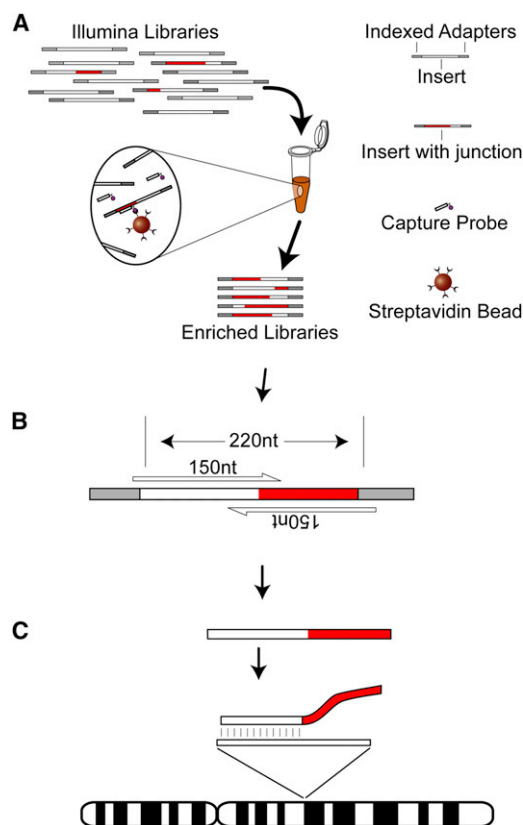 A
Illumina Libraries
Indexed Adapters
Insert
Insert with junction
Capture Probe
Streptavidin Bead
Enriched Libraries
B
220nt
150nt
150nt
C